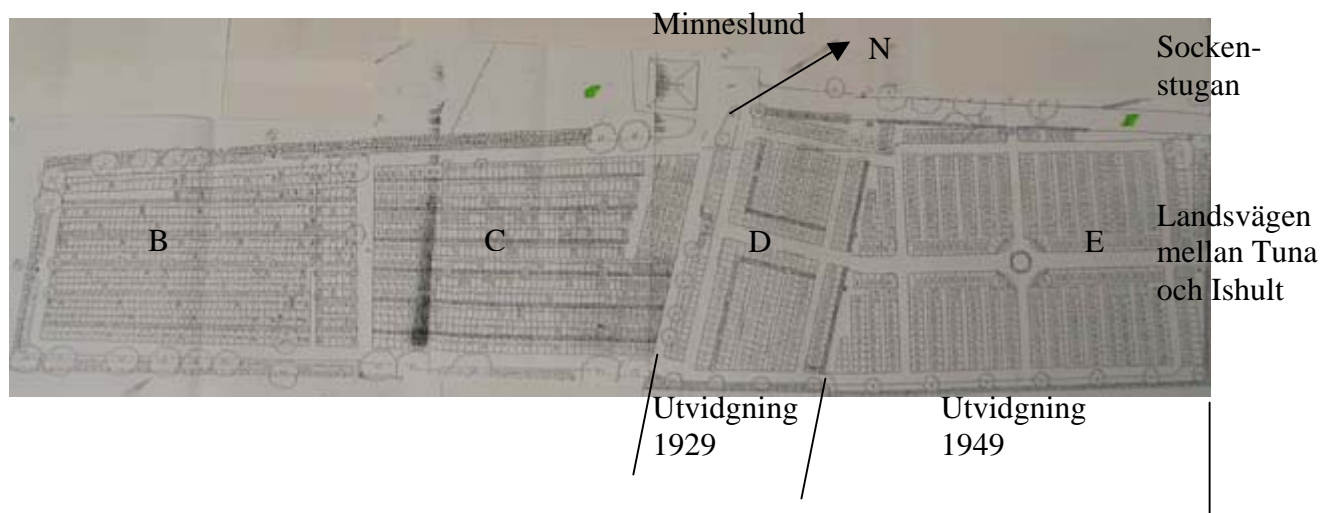 Minneslund
N
Socken-
stugan
B
C
D
E
Landsvägen
mellan Tuna
och Ishult
Utvidgning
1929
Utvidgning
1949